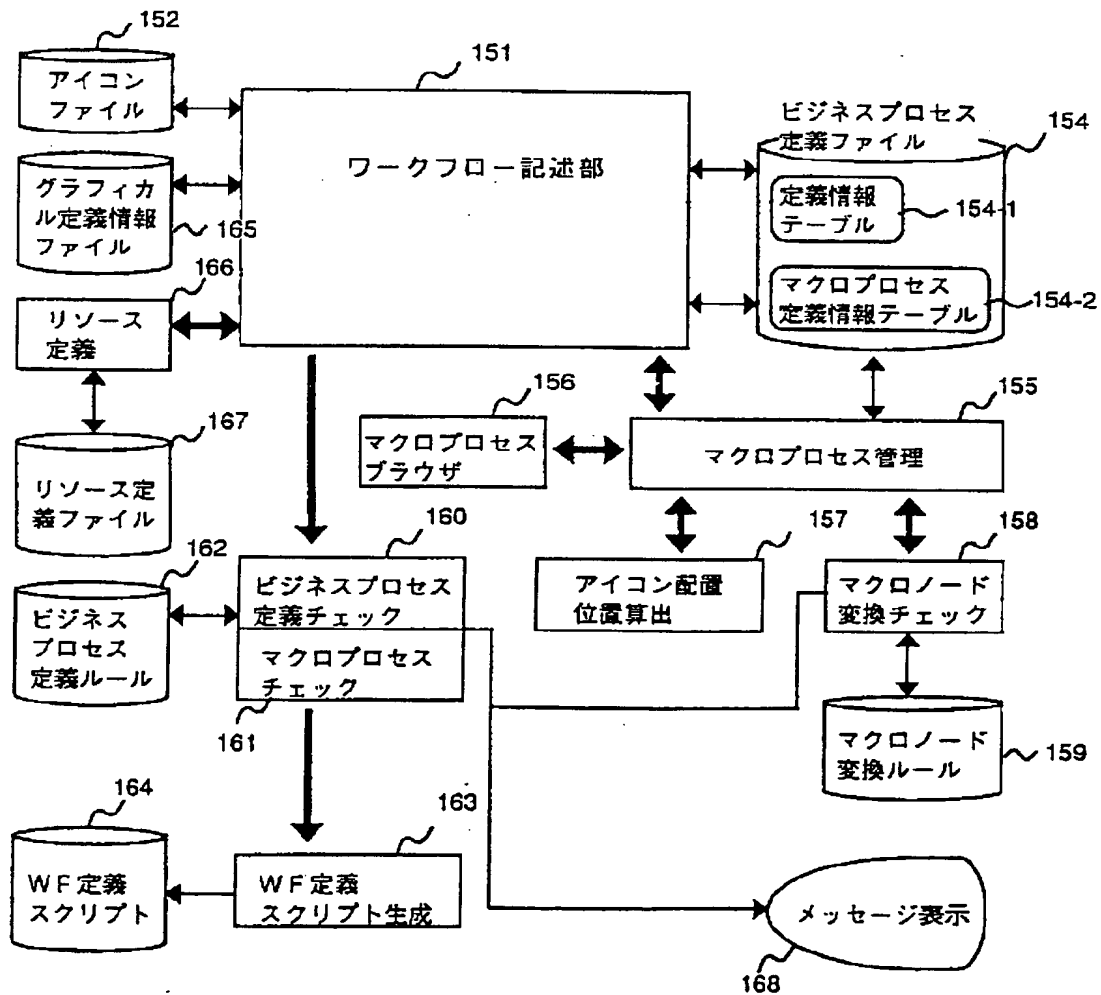 152
アイコン
ファイル
151
ワークフロー記述部
ビジネスプロセス
定義ファイル
154
定義情報
テーブル
154-1
マクロプロセス
定義情報テーブル
154-2
グラフィカ
ル定義情報
ファイル
165
166
リソース
定義
167
リソース定
義ファイル
156
マクロプロセス
ブラウザ
155
マクロプロセス管理
157
アイコン配置
位置算出
158
マクロノード
変換チェック
マクロノード
変換ルール
159
162
ビジネス
プロセス
定義ルール
160
ビジネスプロセス
定義チェック
マクロプロセス
チェック
161
164
WF定義
スクリプト
163
WF定義
スクリプト生成
メッセージ表示
168